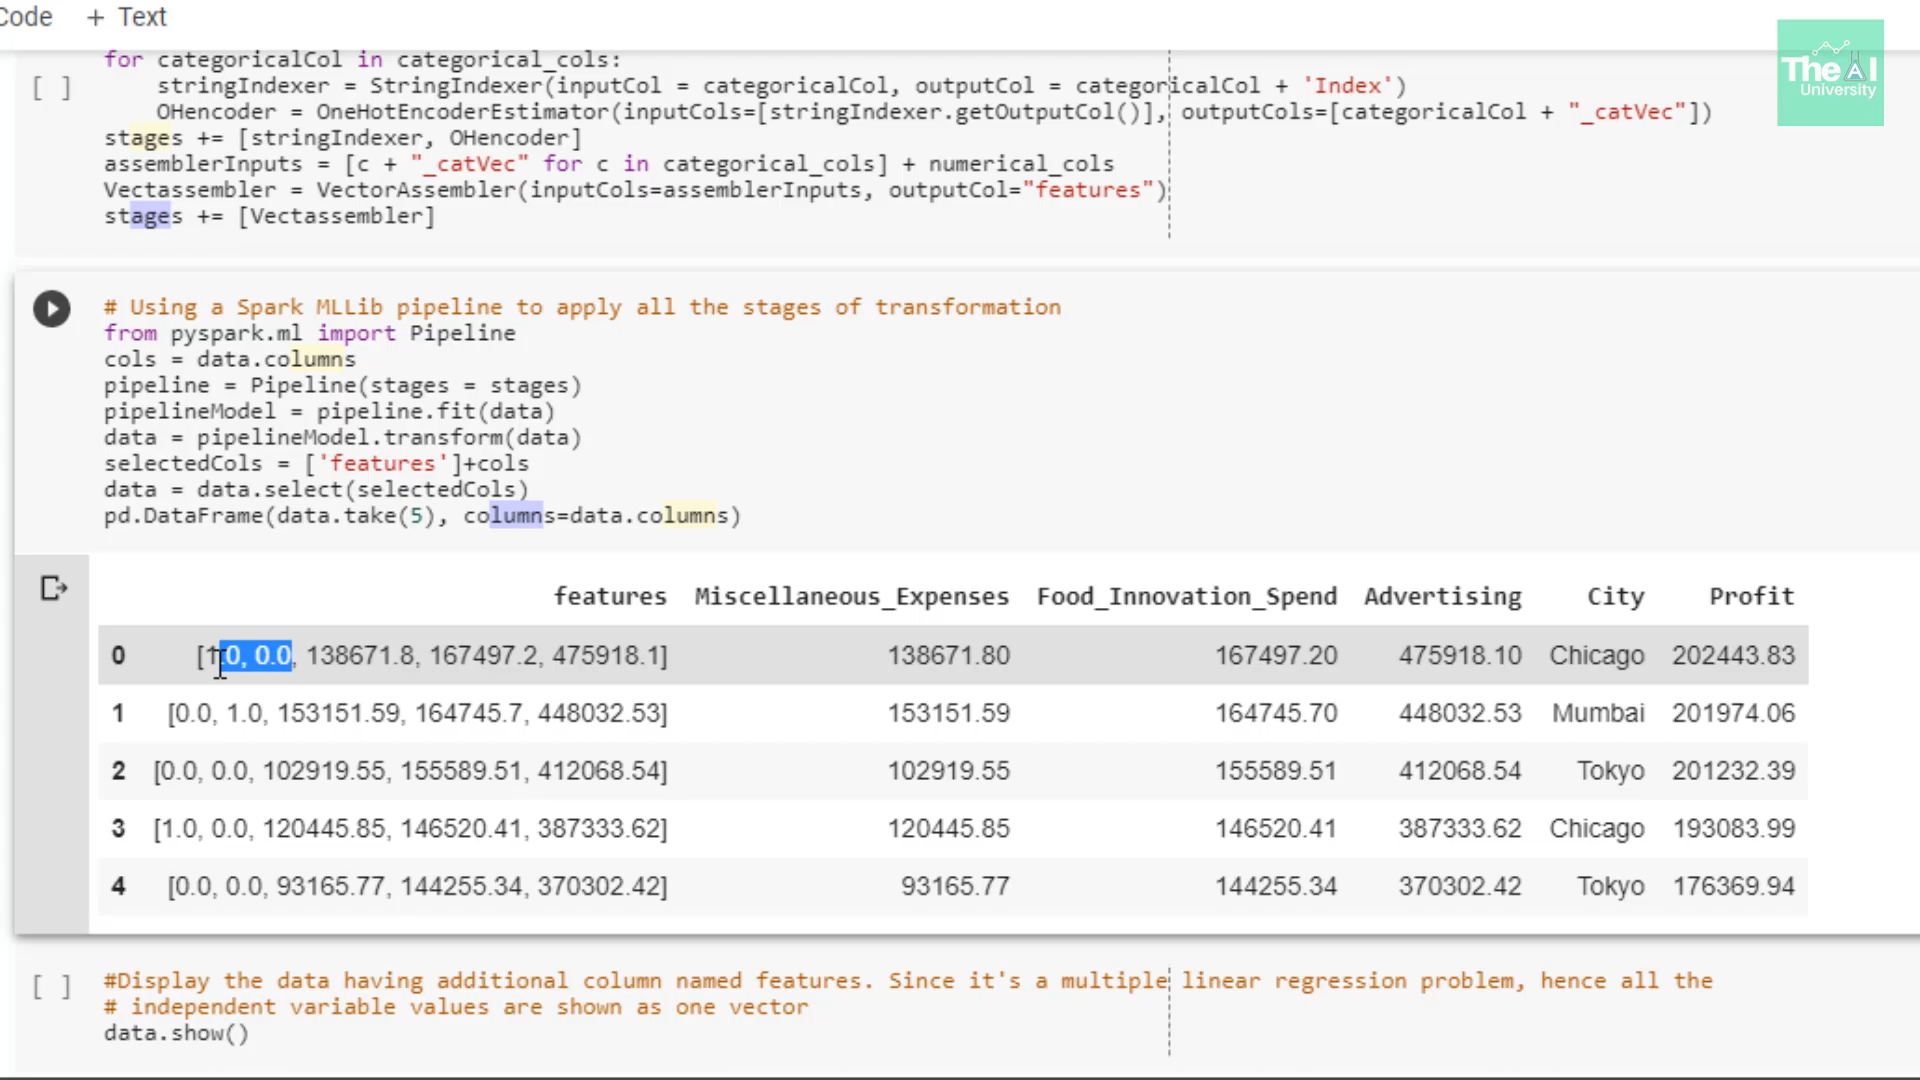 Code + Text
The AI
University
for categoricalCol in categorical_cols:
[ ] stringIndexer = StringIndexer(inputCol = categoricalCol, outputCol = categoricalCol + 'Index')
OHencoder = OneHotEncoderEstimator(inputCols=[stringIndexer.getOutputCol()], outputCols=[categoricalCol + "_catVec"])
stages += [stringIndexer, OHencoder]
assemblerInputs = [c + "_catVec" for c in categorical_cols] + numerical_cols
Vectassembler = VectorAssembler(inputCols=assemblerInputs, outputCol="features")
stages += [Vectassembler]
# Using a Spark MLLib pipeline to apply all the stages of transformation
from pyspark.ml import Pipeline
cols = data.columns
pipeline = Pipeline(stages = stages)
pipelineModel = pipeline.fit(data)
data = pipelineModel.transform(data)
selectedCols = ['features']+cols
data = data.select(selectedCols)
pd.DataFrame(data.take(5), columns=data.columns)
features Miscellaneous_Expenses Food_Innovation_Spend Advertising City Profit
0 [1.0, 0.0, 138671.8, 167497.2, 475918.1] 138671.80 167497.20 475918.10 Chicago 202443.83
1 [0.0, 1.0, 153151.59, 164745.7, 448032.53] 153151.59 164745.70 448032.53 Mumbai 201974.06
2 [0.0, 0.0, 102919.55, 155589.51, 412068.54] 102919.55 155589.51 412068.54 Tokyo 201232.39
3 [1.0, 0.0, 120445.85, 146520.41, 387333.62] 120445.85 146520.41 387333.62 Chicago 193083.99
4 [0.0, 0.0, 93165.77, 144255.34, 370302.42] 93165.77 144255.34 370302.42 Tokyo 176369.94
[ ] #Display the data having additional column named features. Since it's a multiple linear regression problem, hence all the
# independent variable values are shown as one vector
data.show()